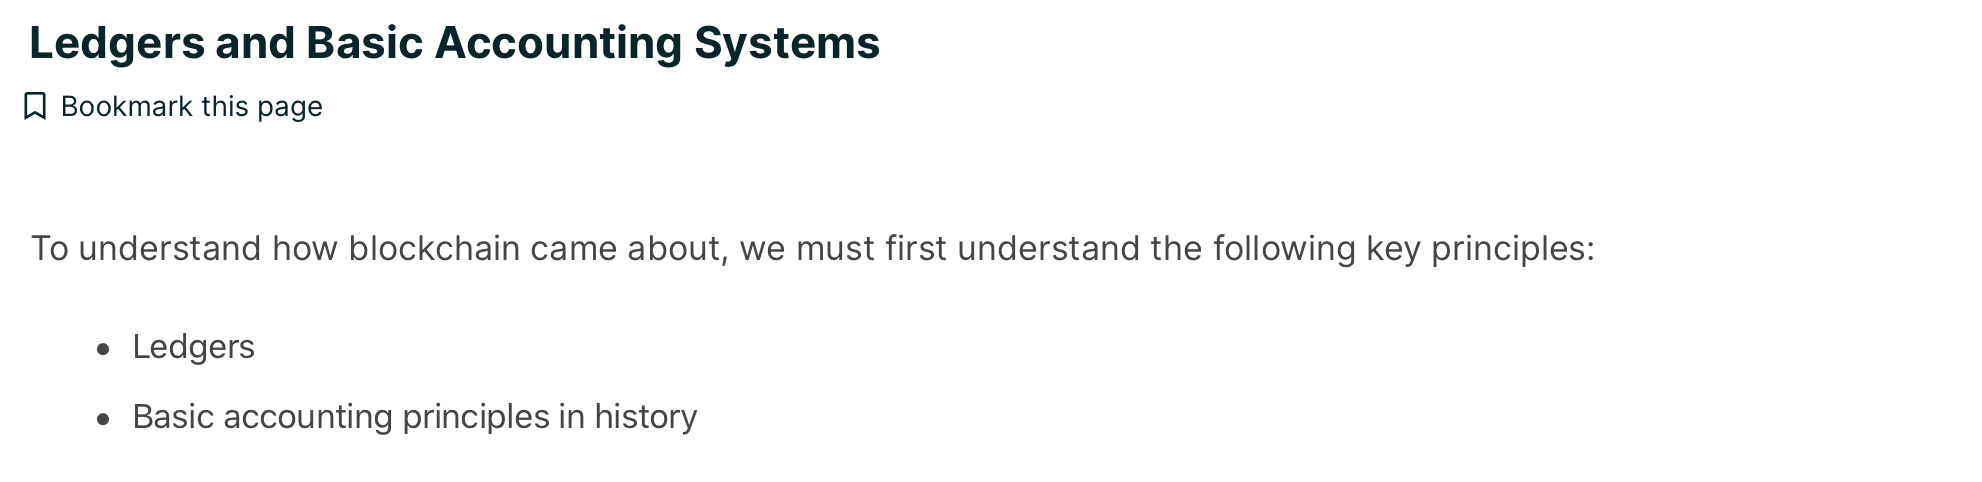 Ledgers and Basic Accounting Systems
Bookmark this page
To understand how blockchain came about, we must first understand the following key principles:
• Ledgers
• Basic accounting principles in history